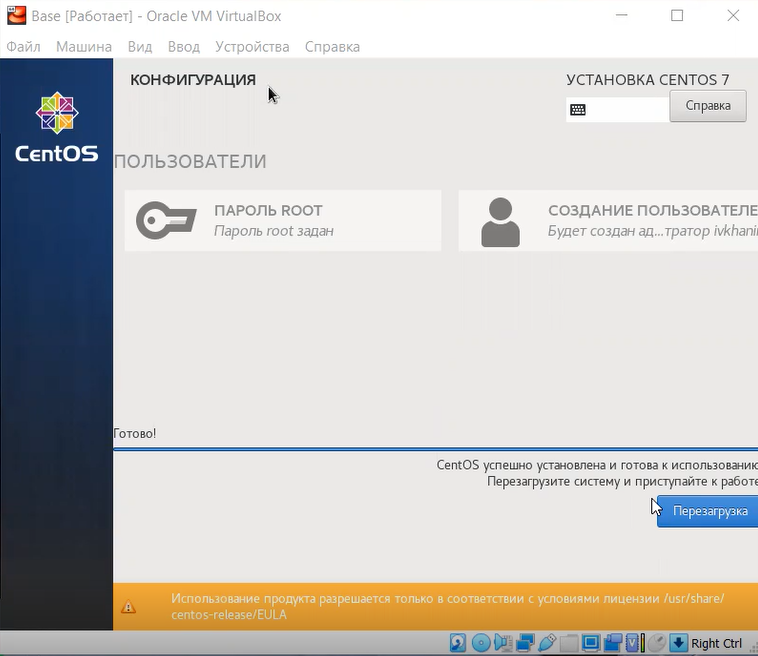 Base [Работает] - Oracle VM VirtualBox
Файл Машина Вид Ввод Устройства Справка
КОНФИГУРАЦИЯ
УСТАНОВКА CENTOS 7
Справка
CentOS
ПОЛЬЗОВАТЕЛИ
ПАРОЛЬ ROOT
Пароль root задан
СОЗДАНИЕ ПОЛЬЗОВАТЕЛЕ
Будет создан ад...тратор ivkhani
Готово!
CentOS успешно установлена и готова к использованию
Перезагрузите систему и приступайте к работе
Перезагрузка
Использование продукта разрешается только в соответствии с условиями лицензии /usr/share/
centos-release/EULA
Right Ctrl